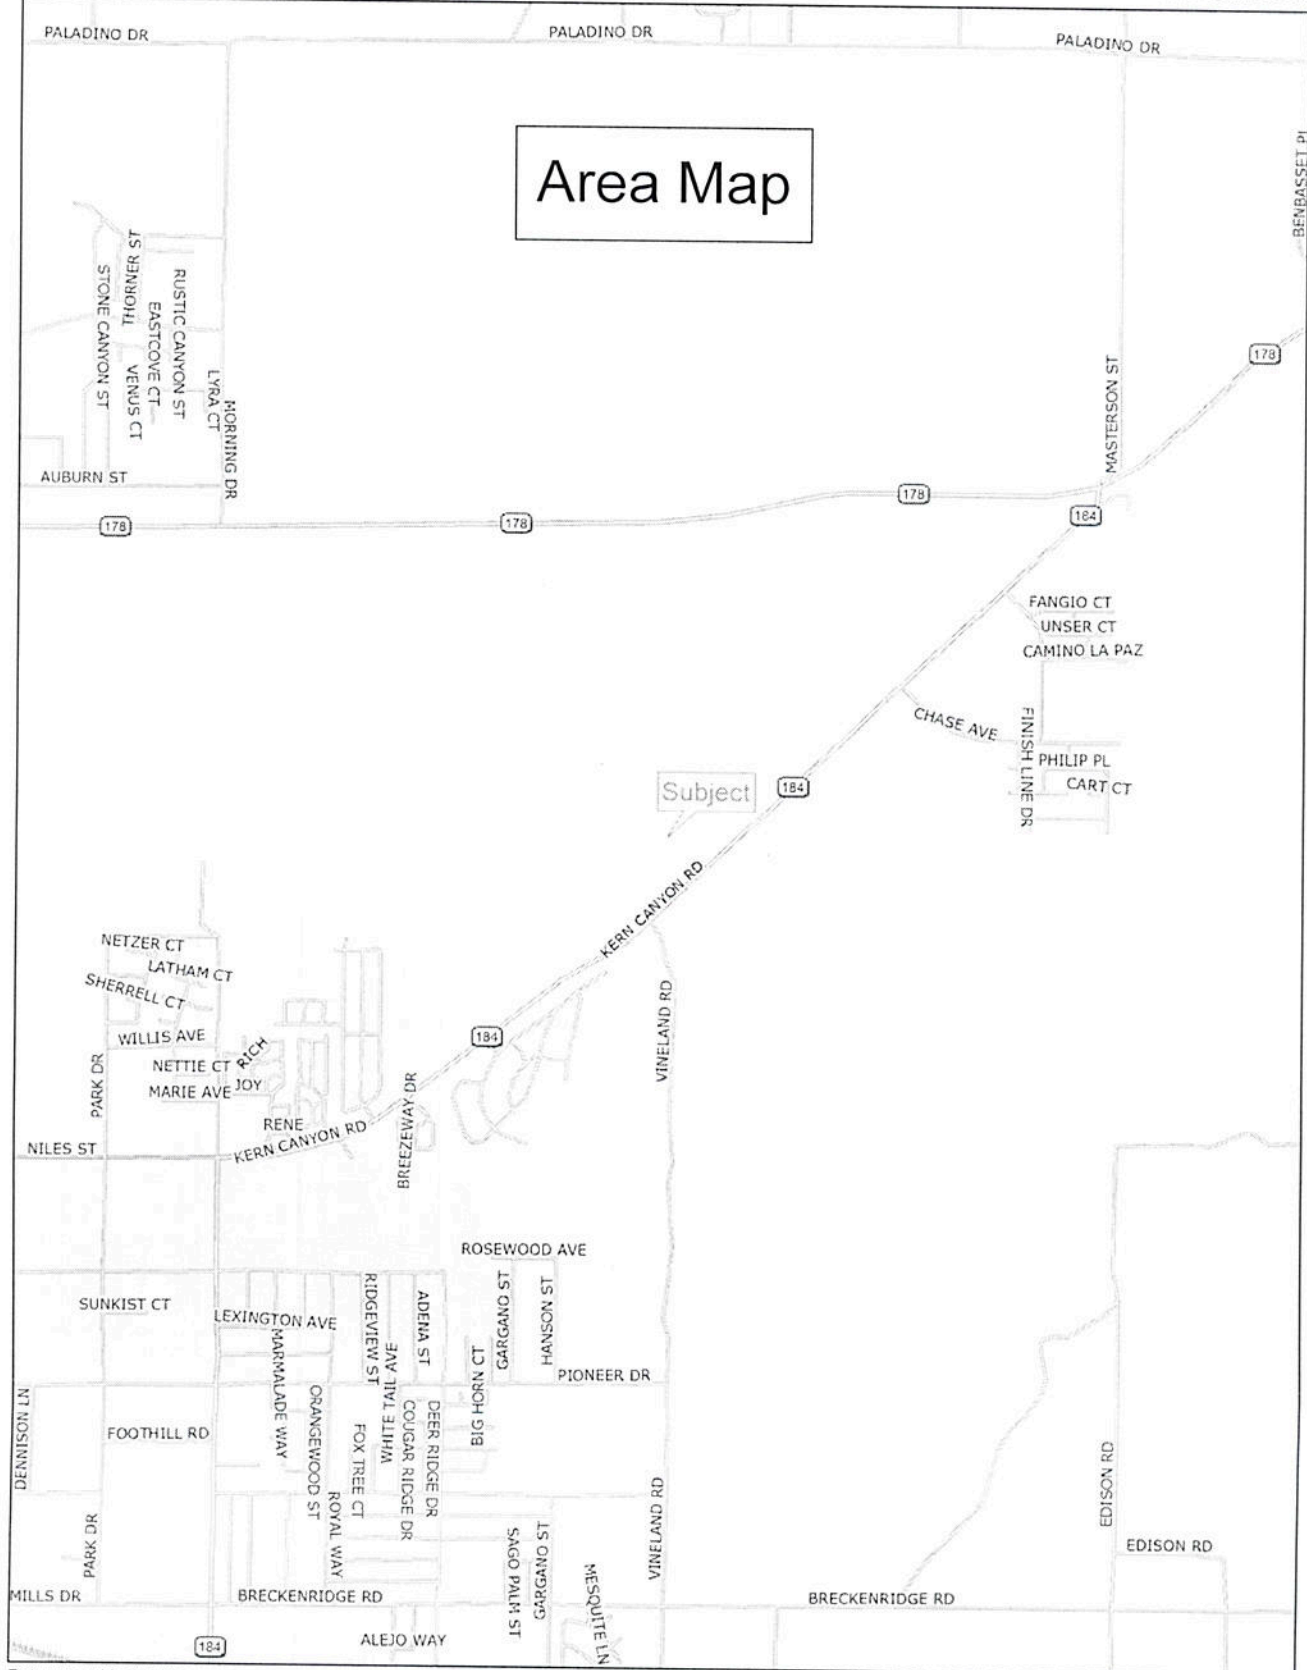 PALADINO DR
PALADINO DR
PALADINO DR
Area Map
BENBASSET PL
THORNER ST
STONE CANYON ST
RUSTIC CANYON ST
EASTCOVE CT
VENUS CT
LYRA CT
MORNING DR
MASTERSON ST
178
AUBURN ST
178
178
178
184
FANGIO CT
UNSER CT
CAMINO LA PAZ
CHASE AVE
FINISH LINE DR
PHILIP PL
CART CT
Subject
184
KERN CANYON RD
NETZER CT
LATHAM CT
SHERRELL CT
VINELAND RD
WILLIS AVE
184
RICH
NETTIE CT
PARK DR
MARIE AVE
JOY
BREEZEWAY DR
RENE
KERN CANYON RD
NILES ST
ROSEWOOD AVE
SUNKIST CT
LEXINGTON AVE
RIDGEVIEW ST
ADENA ST
GARGANO ST
HANSON ST
MARMALADE WAY
WHITE TAIL AVE
BIG HORN CT
PIONEER DR
DENNISON LN
FOOTHILL RD
ORANGEWOOD ST
FOX TREE CT
COUGAR RIDGE DR
DEER RIDGE DR
EDISON RD
VINELAND RD
PARK DR
ROYAL WAY
SAGO PALM ST
GARGANO ST
MESQUITE LN
EDISON RD
MILLS DR
BRECKENRIDGE RD
BRECKENRIDGE RD
184
ALEJO WAY